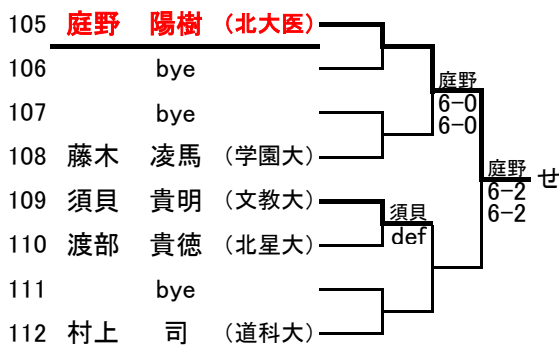 105 庭野 陽樹 (北大医)
106 bye
107 bye
108 藤木 凌馬 (学園大)
109 須貝 貴明 (文教大)
110 渡部 貴徳 (北星大)
111 bye
112 村上 司 (道科大)
庭野
6-0
6-0
須貝
def
庭野
6-2
6-2
せ